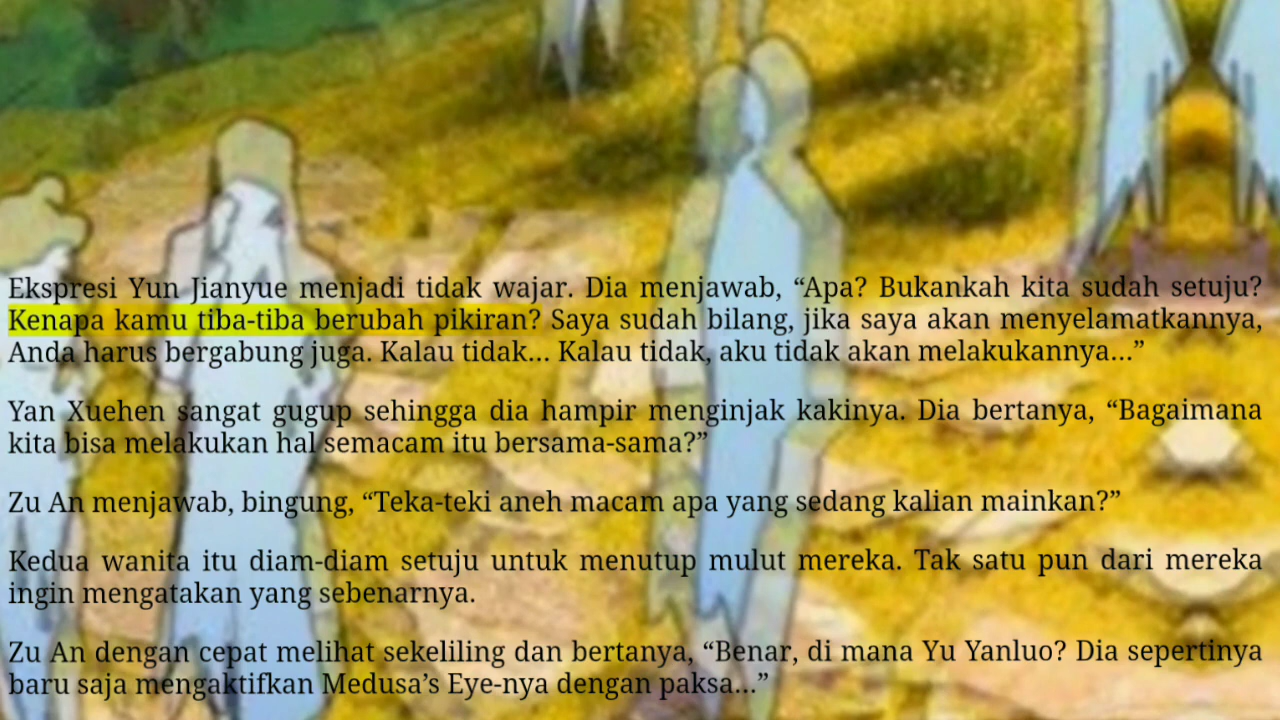 Ekspresi Yun Jianyue menjadi tidak wajar. Dia menjawab, “Apa? Bukankah kita sudah setuju?
Kenapa kamu tiba-tiba berubah pikiran? Saya sudah bilang, jika saya akan menyelamatkannya,
Anda harus bergabung juga. Kalau tidak… Kalau tidak, aku tidak akan melakukannya…”
Yan Xuehen sangat gugup sehingga dia hampir menginjak kakinya. Dia bertanya, “Bagaimana
kita bisa melakukan hal semacam itu bersama-sama?”
Zu An menjawab, bingung, “Teka-teki aneh macam apa yang sedang kalian mainkan?”
Kedua wanita itu diam-diam setuju untuk menutup mulut mereka. Tak satu pun dari mereka
ingin mengatakan yang sebenarnya.
Zu An dengan cepat melihat sekeliling dan bertanya, “Benar, di mana Yu Yanluo? Dia sepertinya
baru saja mengaktifkan Medusa’s Eye-nya dengan paksa…”